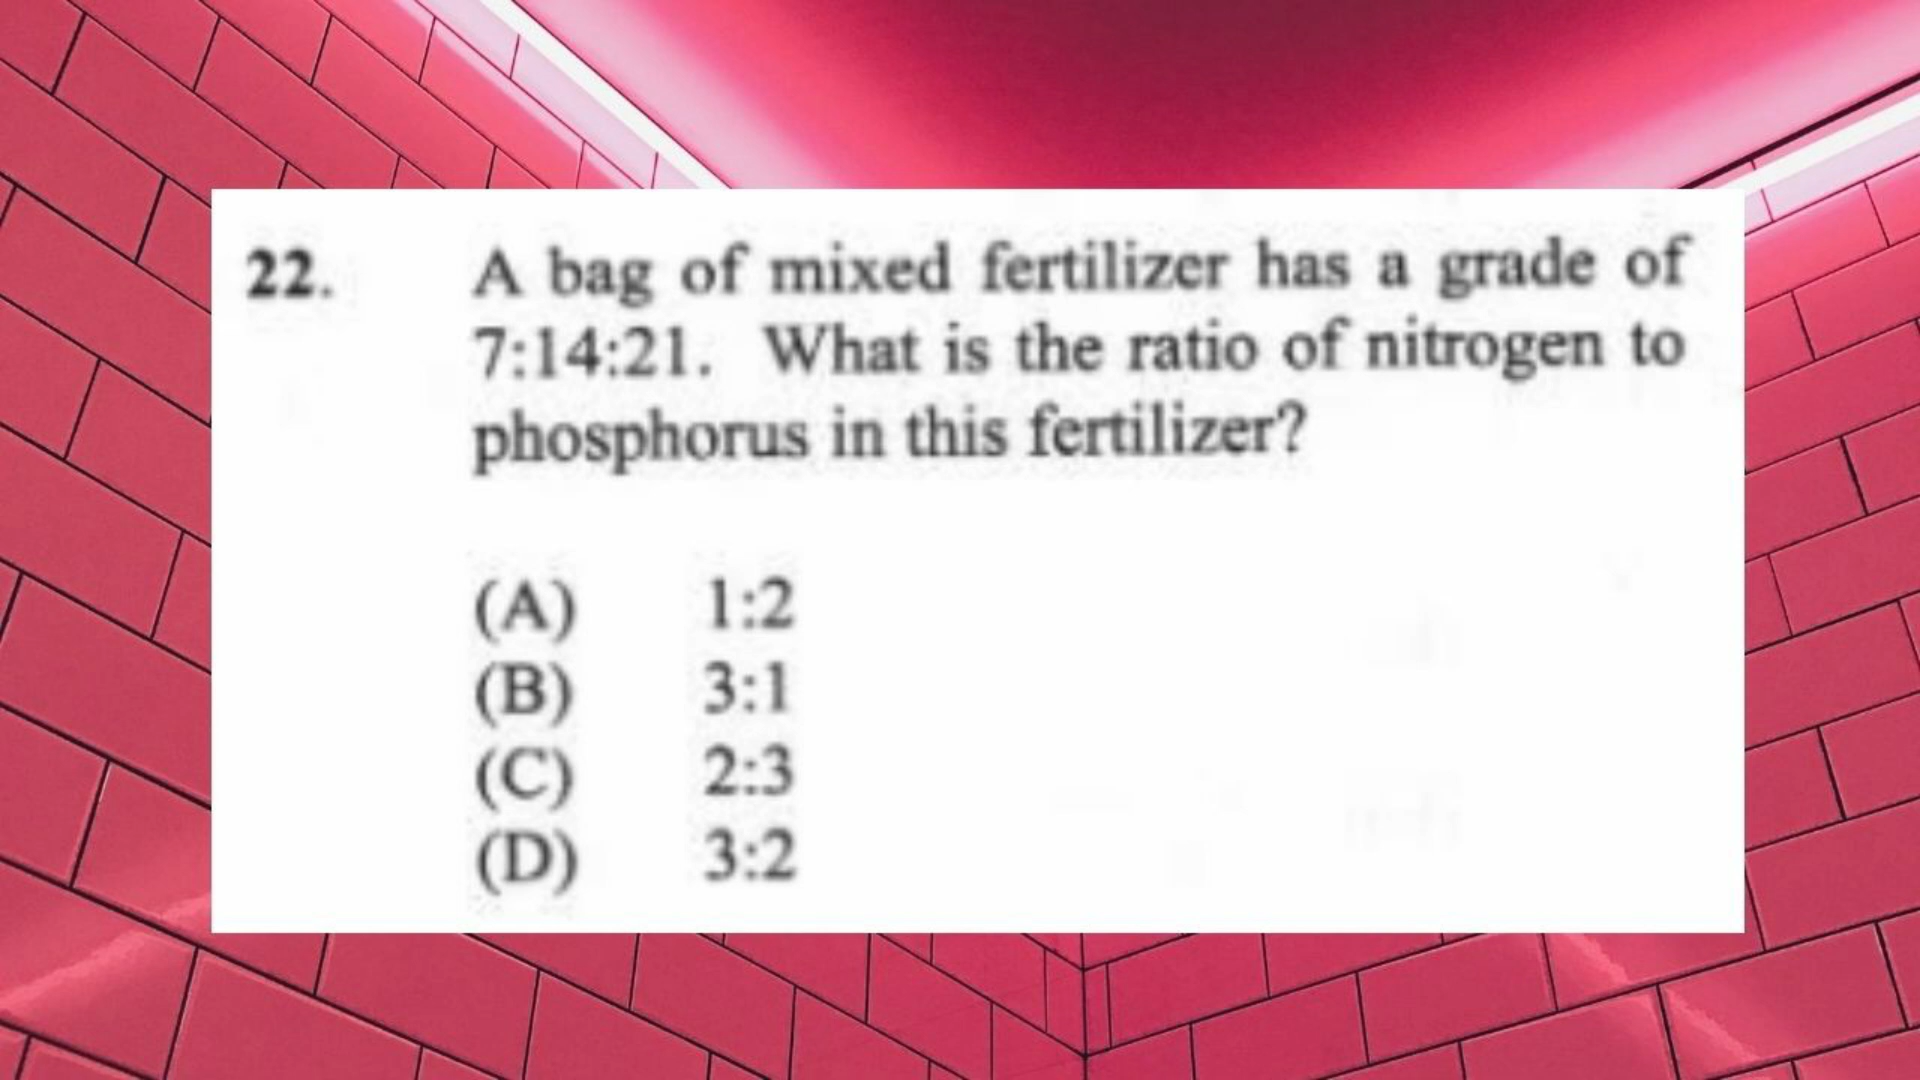 22. A bag of mixed fertilizer has a grade of
7:14:21. What is the ratio of nitrogen to
phosphorus in this fertilizer?
(A) 1:2
(B) 3:1
(C) 2:3
(D) 3:2